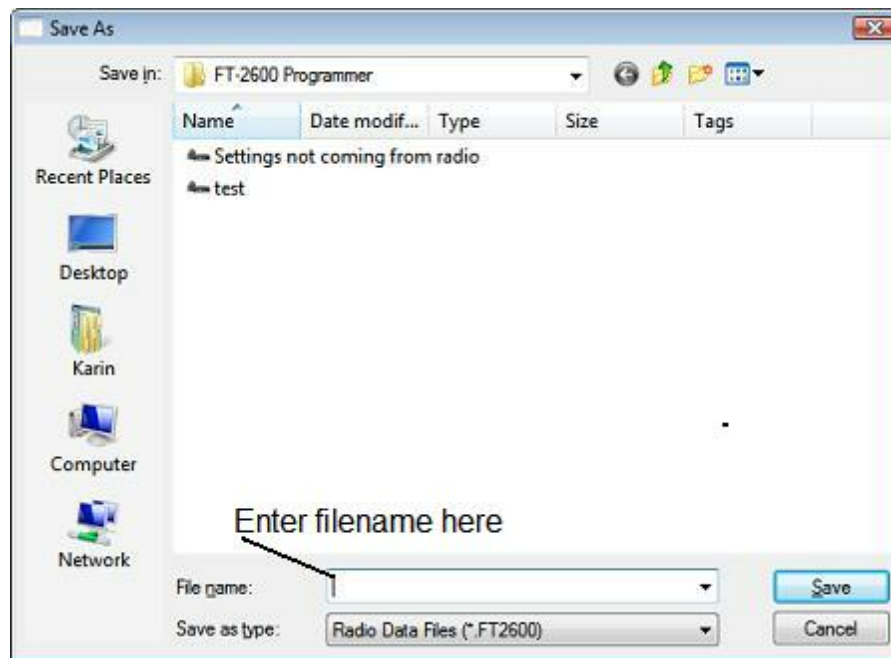 Save As
Save in: FT-2600 Programmer
Name Date modif... Type Size Tags
Settings not coming from radio
test
Recent Places
Desktop
Karin
Computer
Network
Enter filename here
File name: Save
Save as type: Radio Data Files (*.FT2600) Cancel